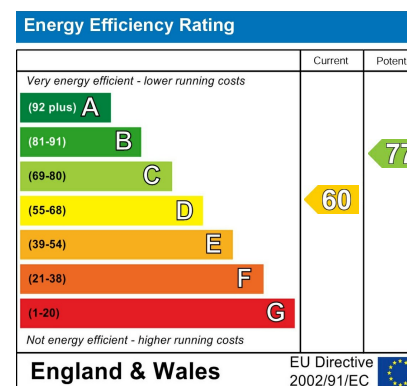 Energy Efficiency Rating
Current
Potent
Very energy efficient - lower running costs
(92 plus) A
(81-91) B
(69-80) C
(55-68) D
(39-54) E
(21-38) F
(1-20) G
60
77
Not energy efficient - higher running costs
England & Wales
EU Directive
2002/91/EC